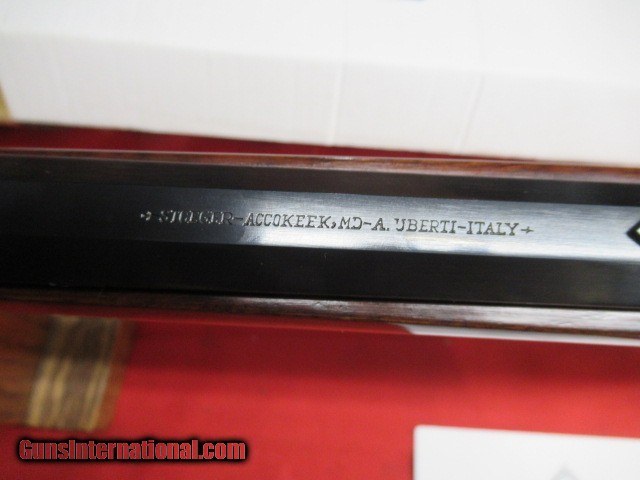 + STOEGER-ACCOKEEK,MD-A. UBERTI-ITALY+
GunsInternational.com